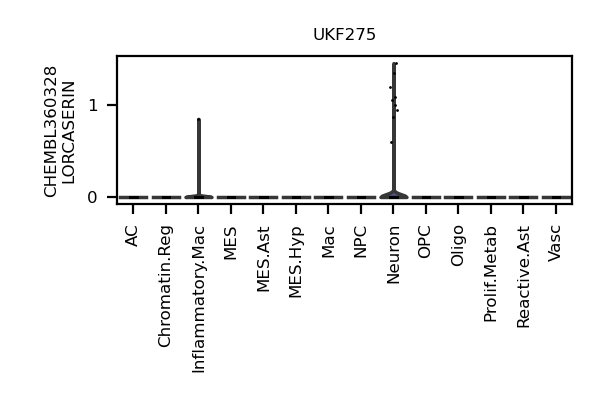 UKF275
CHEMBL360328
LORCASERIN
1
0
AC
Chromatin.Reg
Inflammatory.Mac
MES
MES.Ast
MES.Hyp
Mac
NPC
Neuron
OPC
Oligo
Prolif.Metab
Reactive.Ast
Vasc